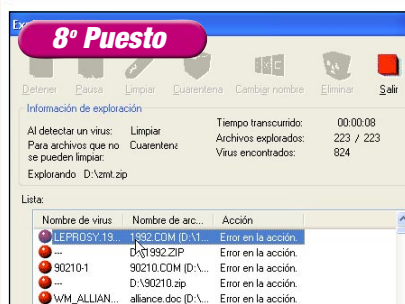 Ex
8º Puesto
Detener Pausa Limpiar Cuarentena Cambiar nombre Eliminar Salir
Información de exploración
Al detectar un virus: Limpiar
Para archivos que no se pueden limpiar: Cuarentena
Explorando D:\zmt.zip
Tiempo transcurrido: 00:00:08
Archivos explorados: 223 / 223
Virus encontrados: 824
Lista:
Nombre de virus Nombre de arc... Acción
LEPROSY.19... 1992.COM (D:\1... Error en la acción.
--- D:\1992.ZIP Error en la acción.
90210-1 90210.COM (D:\... Error en la acción.
--- D:\90210.zip Error en la acción.
WM_ALLIAN... alliance.doc (D:\... Error en la acción.